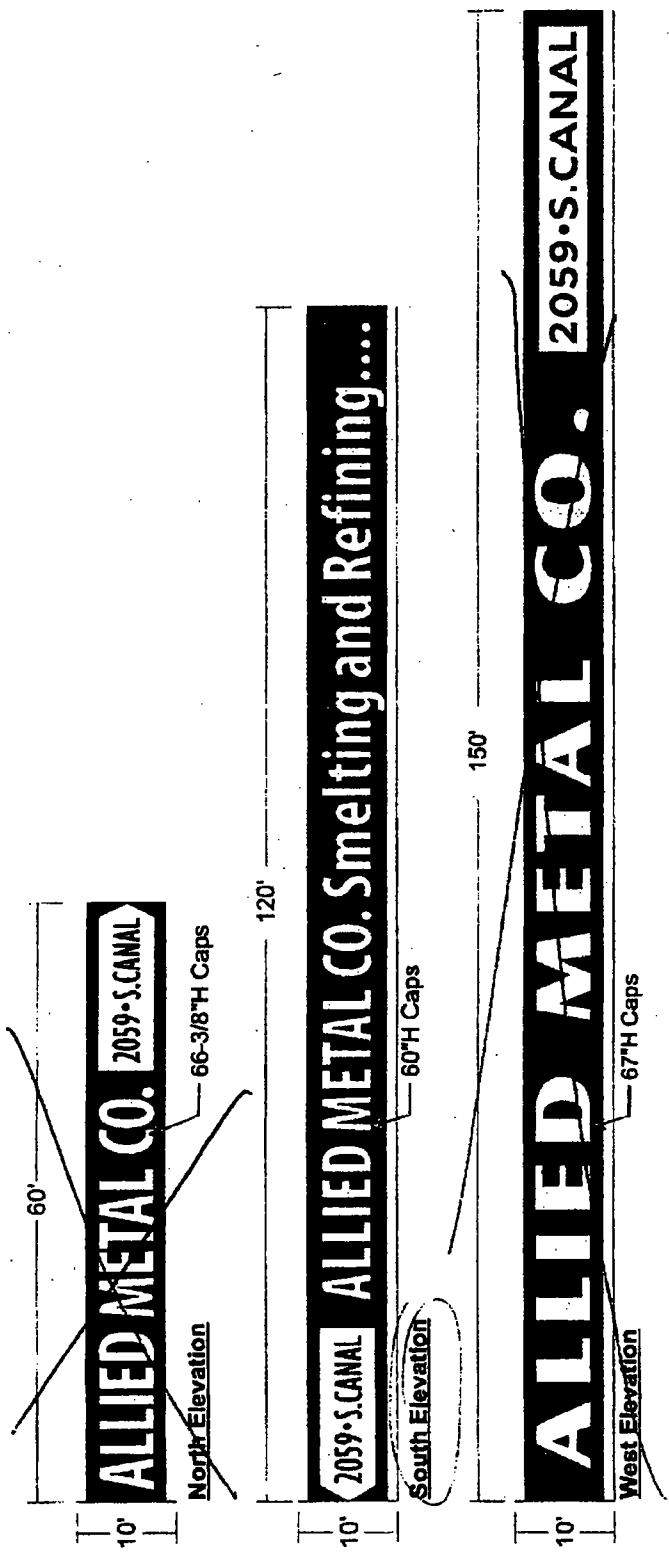 60'
10'
ALLIED METAL CO. 2059•S.CANAL
66-3/8"H Caps
North Elevation
120'
10'
2059•S.CANAL ALLIED METAL CO. Smelting and Refining....
60"H Caps
South Elevation
150'
10'
ALLIED METAL CO. 2059•S.CANAL
67"H Caps
West Elevation